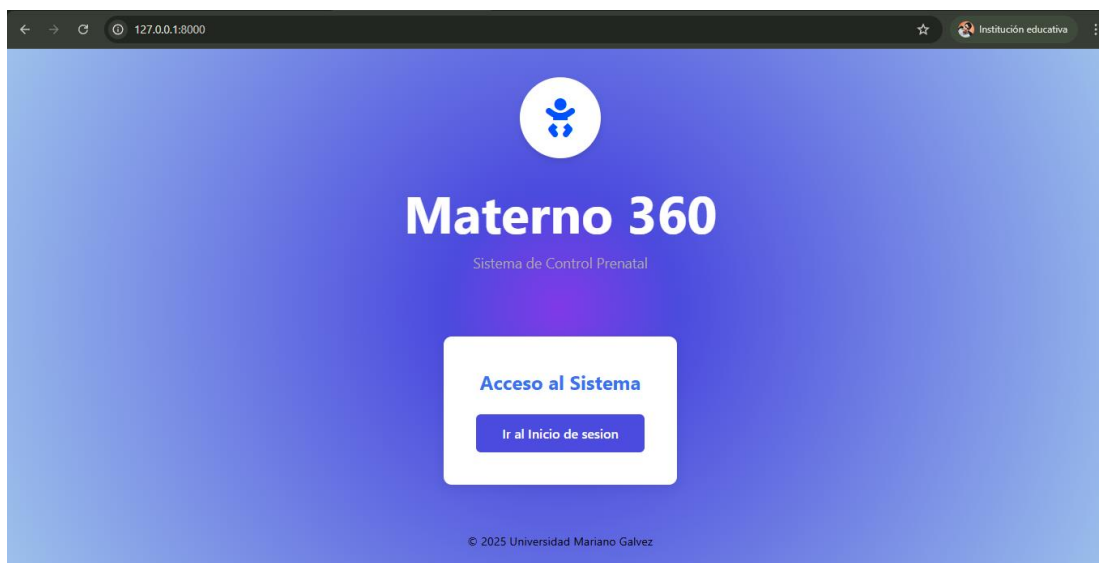 127.0.0.1:8000
Institución educativa
Materno 360
Sistema de Control Prenatal
Acceso al Sistema
Ir al Inicio de sesion
© 2025 Universidad Mariano Galvez